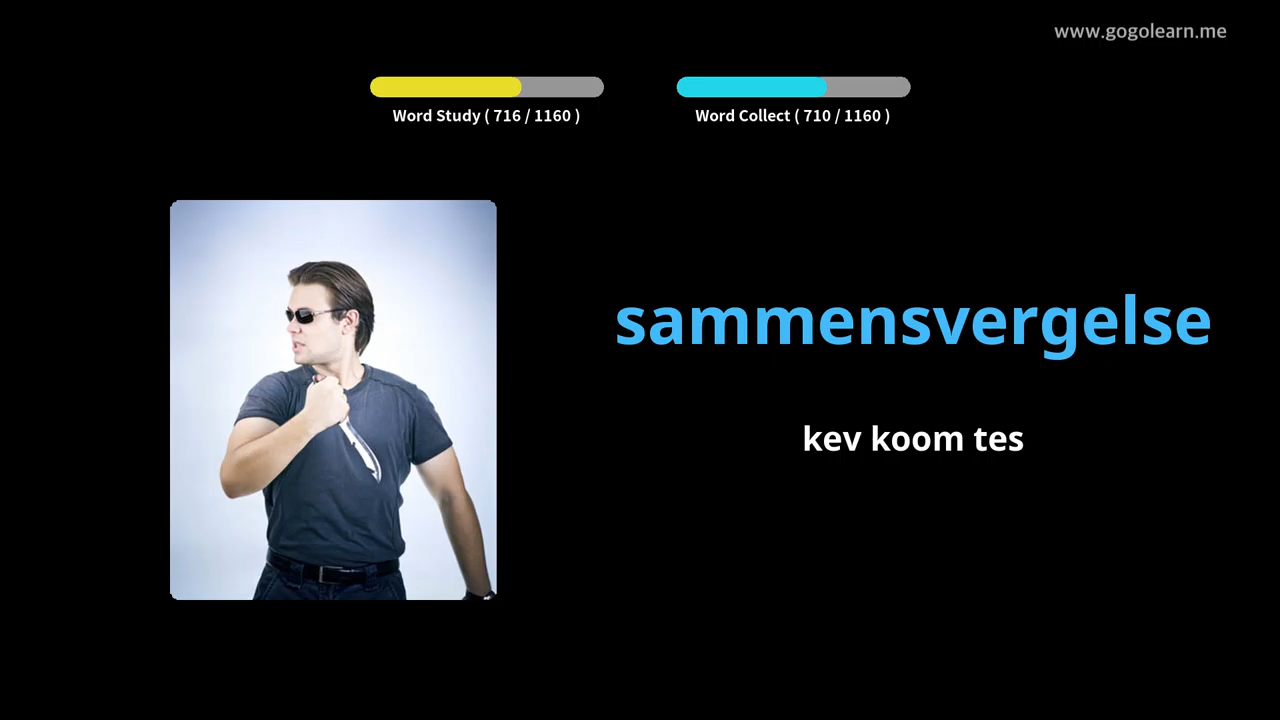 www.gogolearn.me
Word Study ( 716 / 1160 )
Word Collect ( 710 / 1160 )
sammensvergelse
kev koom tes